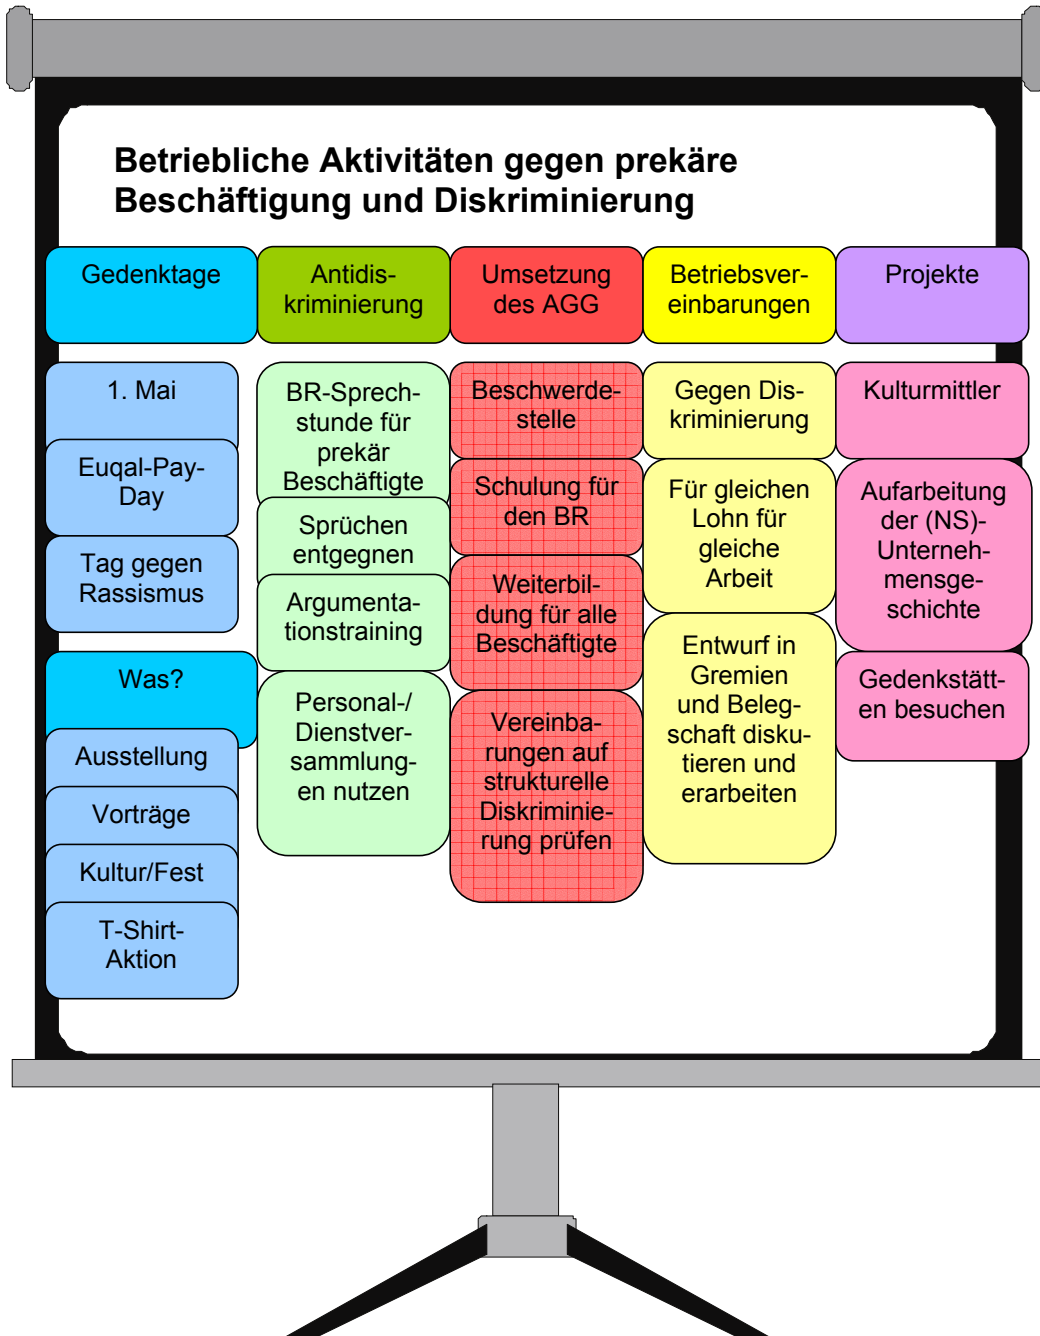 Betriebliche Aktivitäten gegen prekäre
Beschäftigung und Diskriminierung
Gedenktage
1. Mai
Euqal-Pay-
Day
Tag gegen
Rassismus
Was?
Ausstellung
Vorträge
Kultur/Fest
T-Shirt-
Aktion
Antidis-
kriminierung
BR-Sprech-
stunde für
prekär
Beschäftigte
Sprüchen
entgegnen
Argumenta-
tionstraining
Personal-/
Dienstver-
sammlung-
en nutzen
Umsetzung
des AGG
Beschwerde-
stelle
Schulung für
den BR
Weiterbil-
dung für alle
Beschäftigte
Vereinba-
rungen auf
strukturelle
Diskriminie-
rung prüfen
Betriebsver-
einbarungen
Gegen Dis-
kriminierung
Für gleichen
Lohn für
gleiche
Arbeit
Entwurf in
Gremien
und Beleg-
schaft disku-
tieren und
erarbeiten
Projekte
Kulturmittler
Aufarbeitung
der (NS)-
Unterneh-
mensge-
schichte
Gedenkstätt-
en besuchen